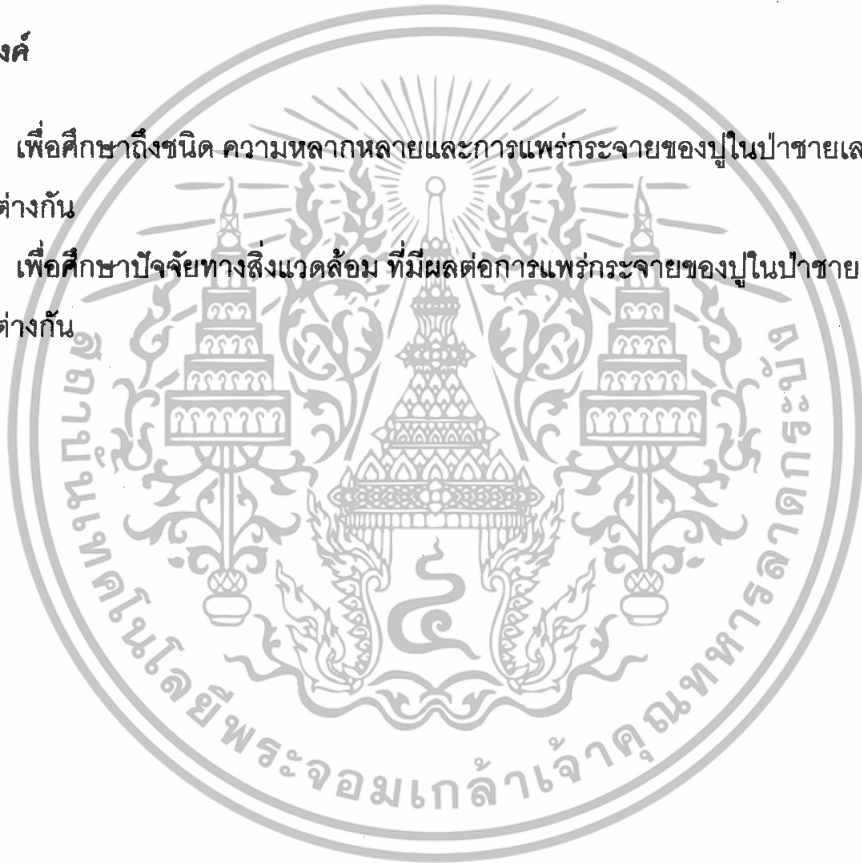 งค์
เพื่อศึกษาถึงชนิด ความหลากหลายและการแพร่กระจายของปูในป่าชายเล
ต่างกัน
เพื่อศึกษาปัจจัยทางสิ่งแวดล้อม ที่มีผลต่อการแพร่กระจายของปูในป่าชาย
ต่างกัน
สถาบันเทคโนโลยีพระจอมเกล้าเจ้าคุณทหารลาดกระบัง